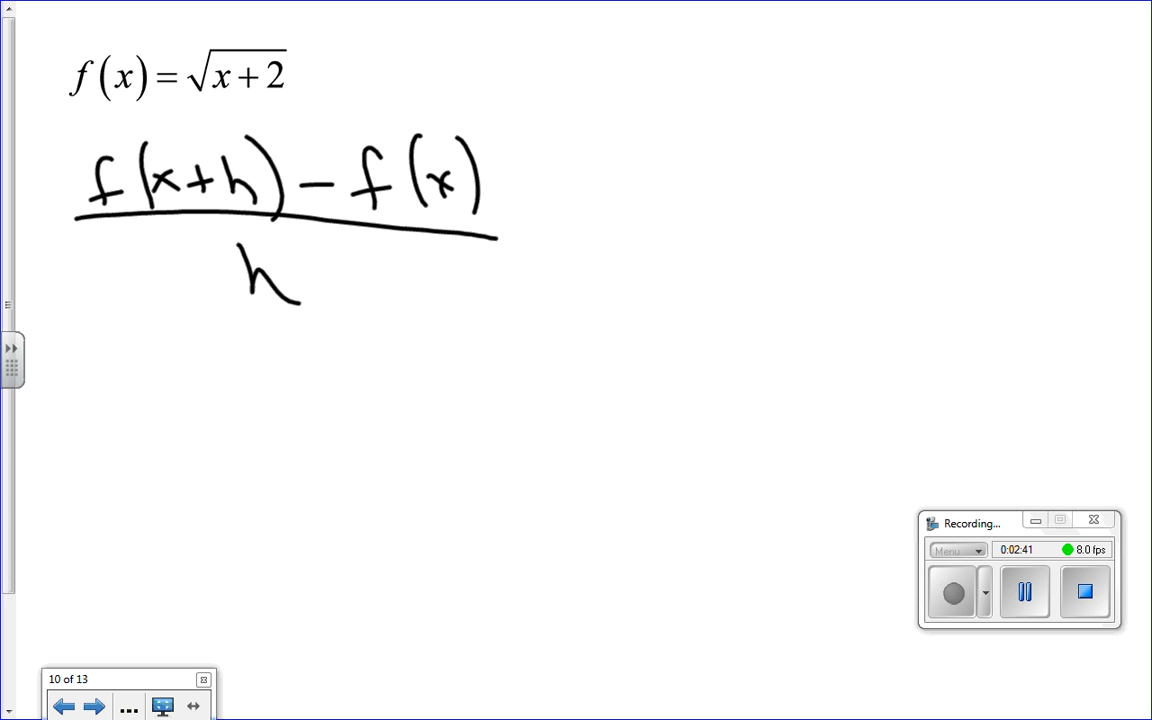 f(x) = √x+2
f(x+h) - f(x)
h
Recording...
Menu
0:02:41
8.0 fps
10 of 13
...